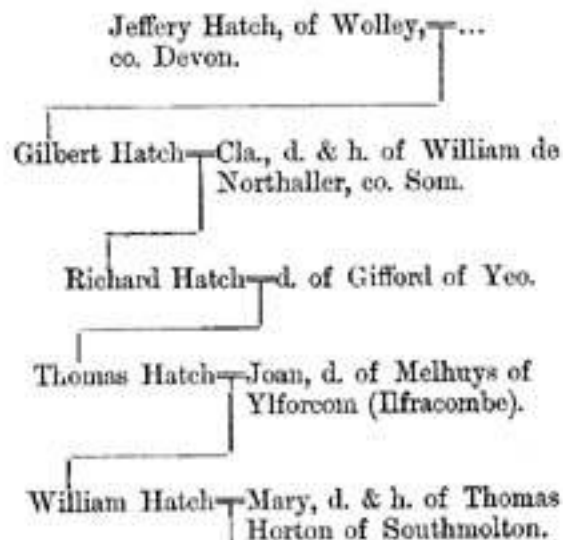 Jeffery Hatch, of Wolley,=...
co. Devon.
Gilbert Hatch=Cla., d. & h. of William de
Northaller, co. Som.
Richard Hatch=d. of Gifford of Yeo.
Thomas Hatch=Joan, d. of Melhuys of
Ylforcom (Ilfracombe).
William Hatch=Mary, d. & h. of Thomas
Horton of Southmolton.